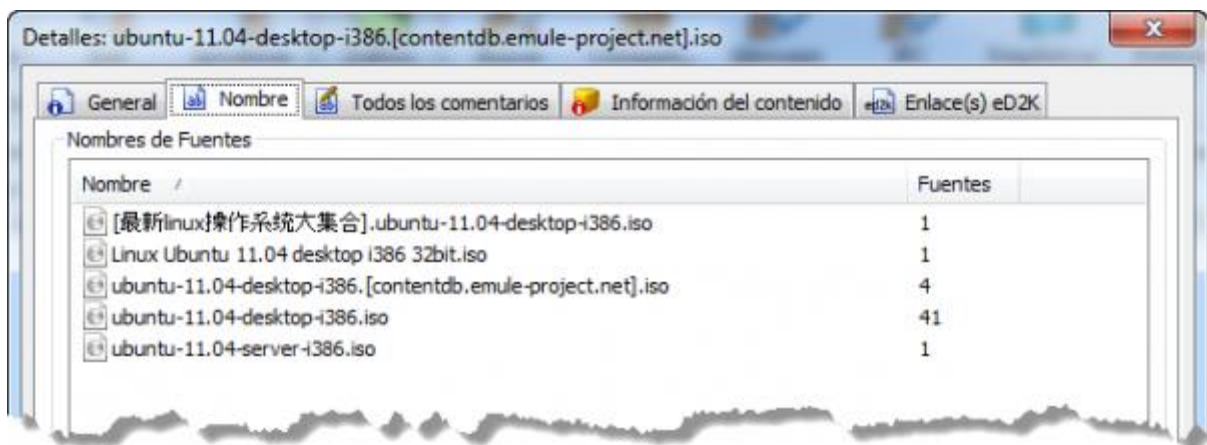 Detalles: ubuntu-11.04-desktop-i386.[contentdb.emule-project.net].iso
General Nombre Todos los comentarios Información del contenido Enlace(s) eD2K
Nombres de Fuentes
Nombre Fuentes
[最新linux操作系统大集合].ubuntu-11.04-desktop-i386.iso 1
Linux Ubuntu 11.04 desktop i386 32bit.iso 1
ubuntu-11.04-desktop-i386.[contentdb.emule-project.net].iso 4
ubuntu-11.04-desktop-i386.iso 41
ubuntu-11.04-server-i386.iso 1